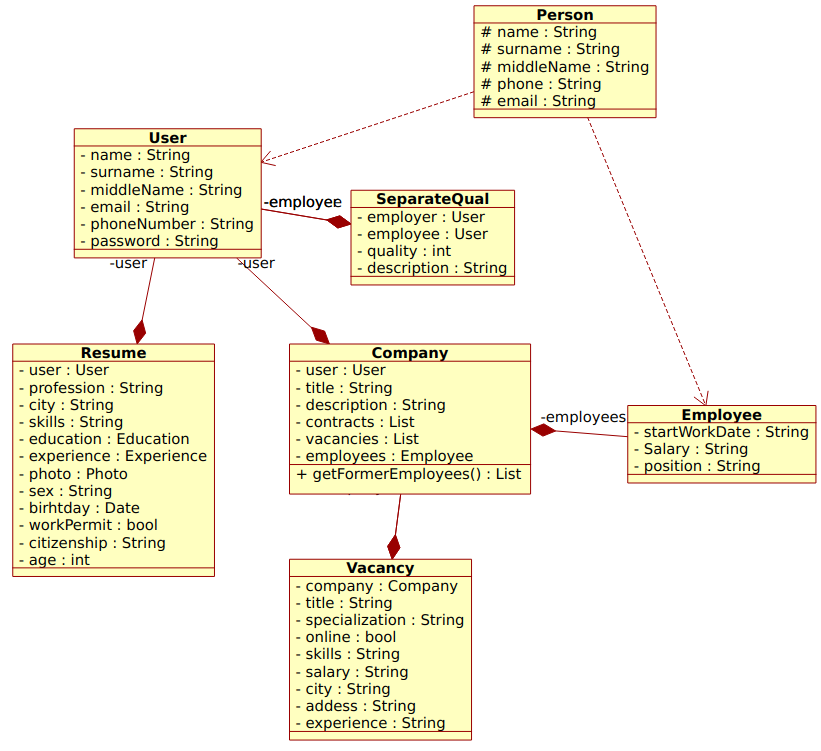 Person
# name : String
# surname : String
# middleName : String
# phone : String
# email : String
User
- name : String
- surname : String
- middleName : String
- email : String
- phoneNumber : String
- password : String
-employee
SeparateQual
- employer : User
- employee : User
- quality : int
- description : String
-user
-user
Resume
- user : User
- profession : String
- city : String
- skills : String
- education : Education
- experience : Experience
- photo : Photo
- sex : String
- birhtday : Date
- workPermit : bool
- citizenship : String
- age : int
Company
- user : User
- title : String
- description : String
- contracts : List
- vacancies : List
- employees : Employee
+ getFormerEmployees() : List
-employees
Employee
- startWorkDate : String
- Salary : String
- position : String
Vacancy
- company : Company
- title : String
- specialization : String
- online : bool
- skills : String
- salary : String
- city : String
- addess : String
- experience : String